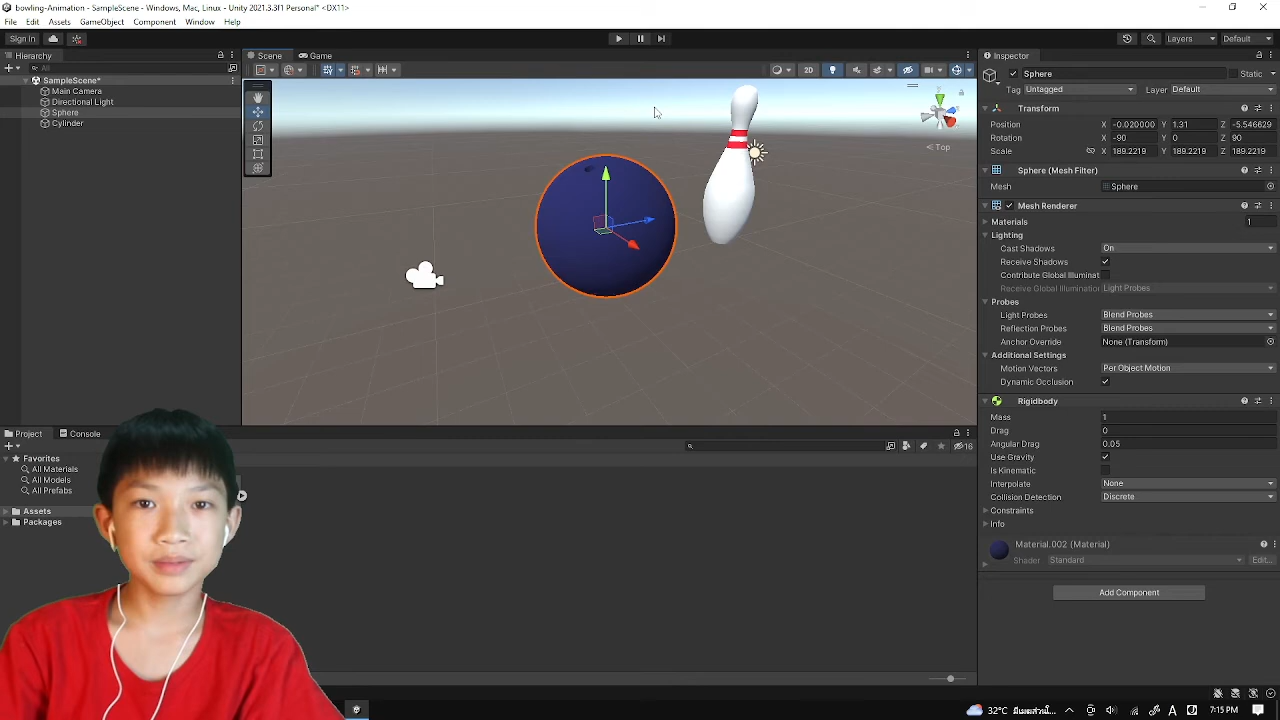 bowling-Animation - SampleScene - Windows, Mac, Linux - Unity 2021.3.3f1 Personal* <DX11>
File Edit Assets GameObject Component Window Help
Sign In Layers Default
Hierarchy Scene Game Inspector
All 2D Sphere Static
SampleScene* Tag Untagged Layer Default
Main Camera
Directional Light
Sphere
Cylinder
Top
Transform
Position X -0.020000 Y 1.31 Z -5.546629
Rotation X -90 Y 0 Z 90
Scale X 189.2219 Y 189.2219 Z 189.2219
Sphere (Mesh Filter)
Mesh Sphere
Mesh Renderer
Materials 1
Lighting
Cast Shadows On
Receive Shadows
Contribute Global Illuminat
Receive Global Illumination Light Probes
Probes
Light Probes Blend Probes
Reflection Probes Blend Probes
Anchor Override None (Transform)
Additional Settings
Motion Vectors Per Object Motion
Dynamic Occlusion
Rigidbody
Mass 1
Drag 0
Angular Drag 0.05
Use Gravity
Is Kinematic
Interpolate None
Collision Detection Discrete
Constraints
Info
Material.002 (Material)
Shader Standard Edit...
Add Component
Project Console
16
Favorites
All Materials
All Models
All Prefabs
Assets
Packages
32°C A 7:15 PM